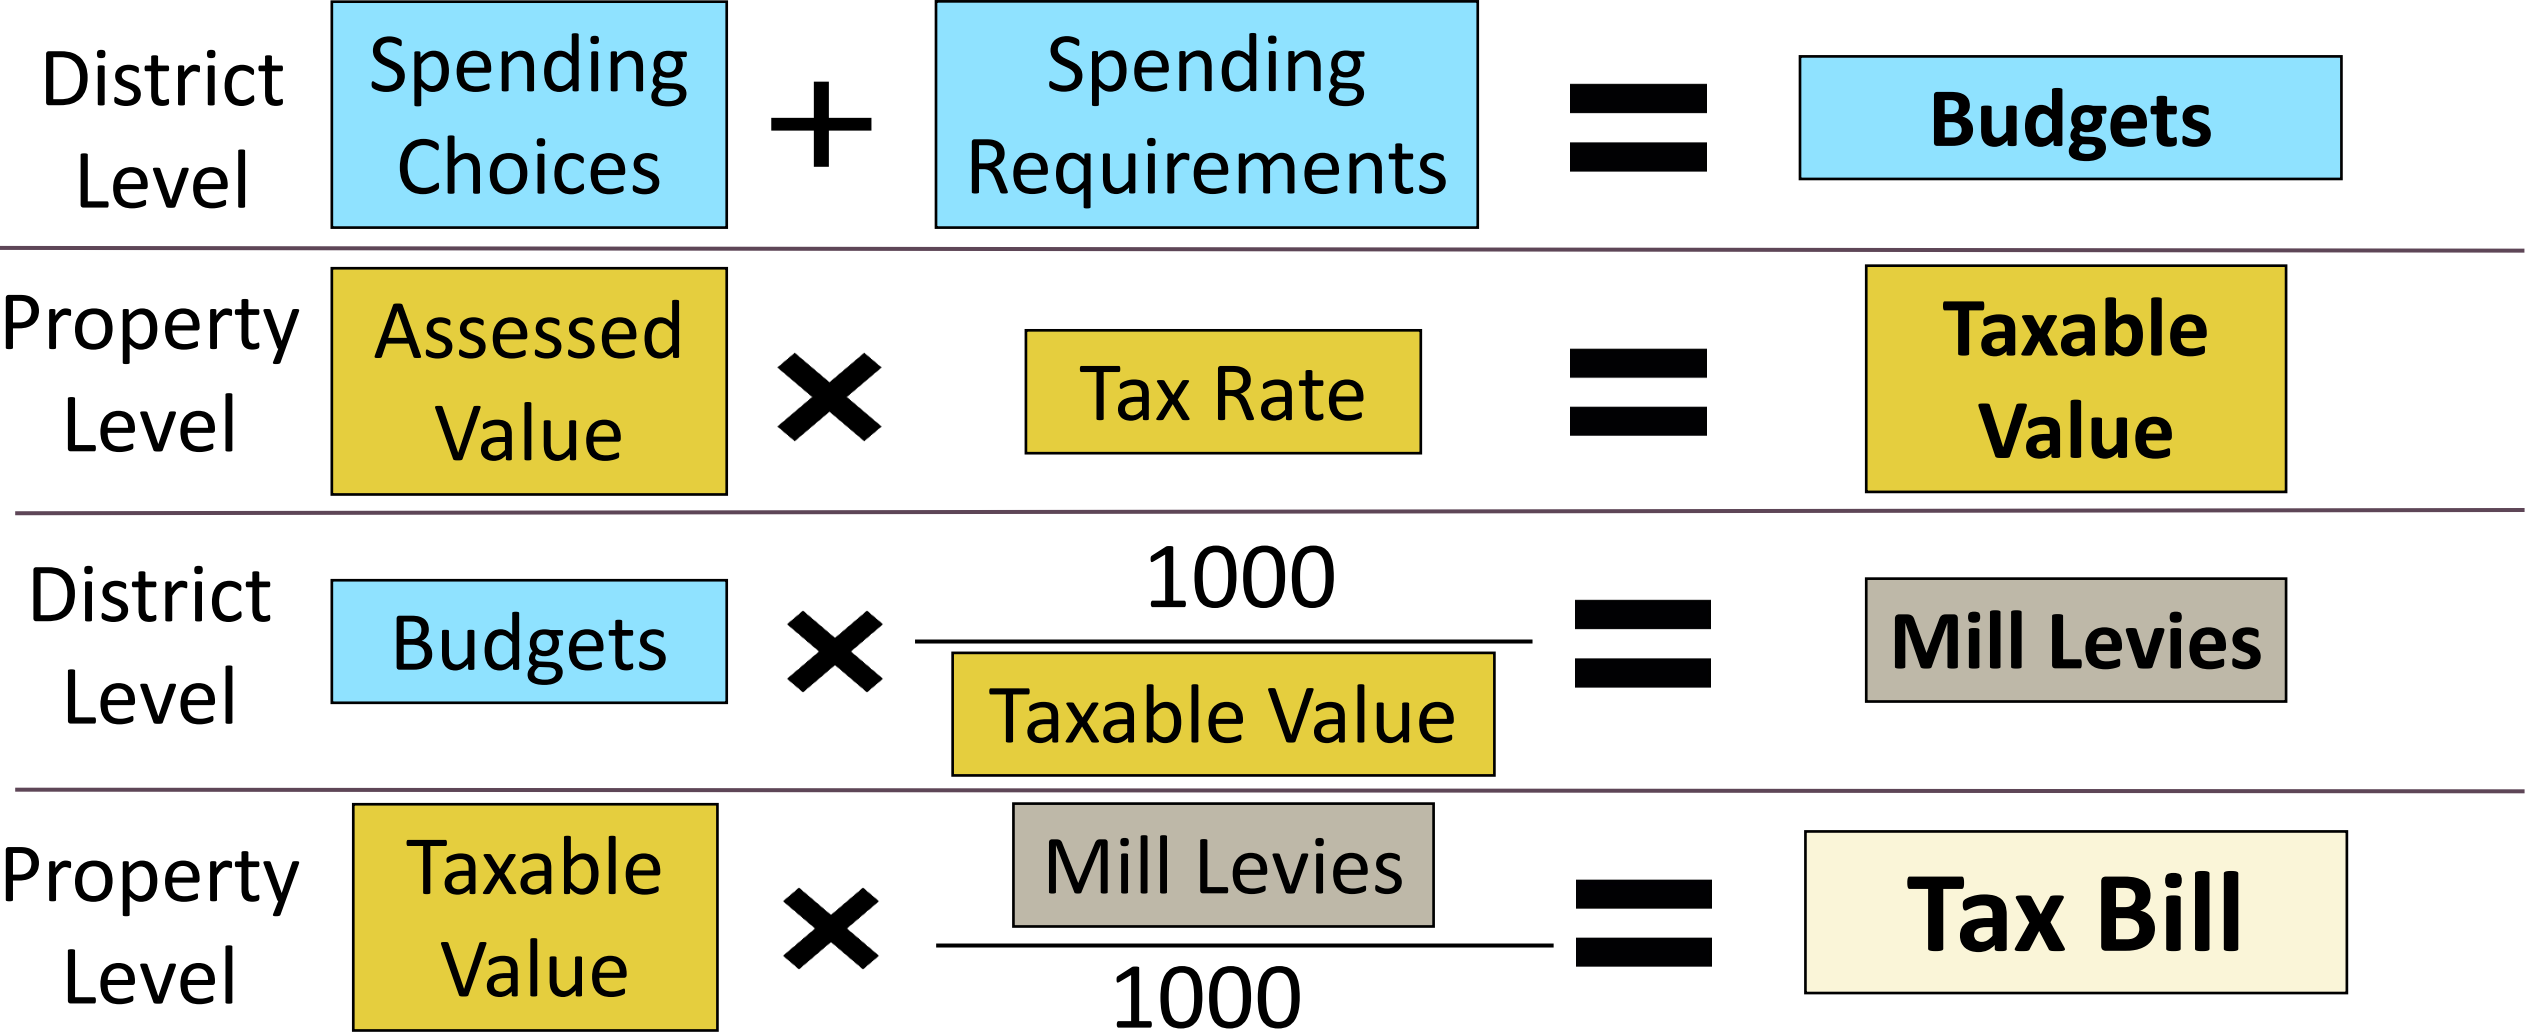 District
Level
Spending
Choices
+
Spending
Requirements
=
Budgets
Property
Level
Assessed
Value
×
Tax Rate
=
Taxable
Value
District
Level
Budgets
×
1000
Taxable Value
=
Mill Levies
Property
Level
Taxable
Value
×
Mill Levies
1000
=
Tax Bill